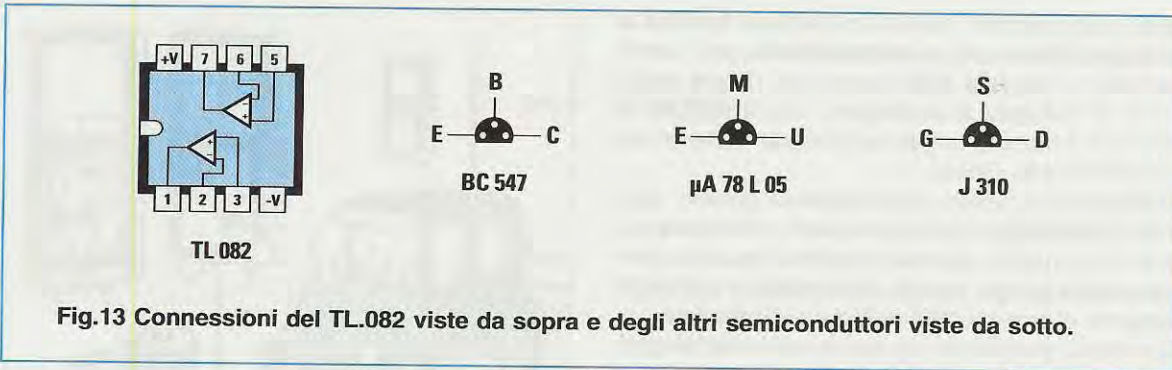 +V 7 6 5
- +
+ -
1 2 3 -V
TL 082
B
E C
BC 547
M
E U
µA 78 L 05
S
G D
J 310
Fig.13 Connessioni del TL.082 viste da sopra e degli altri semiconduttori viste da sotto.